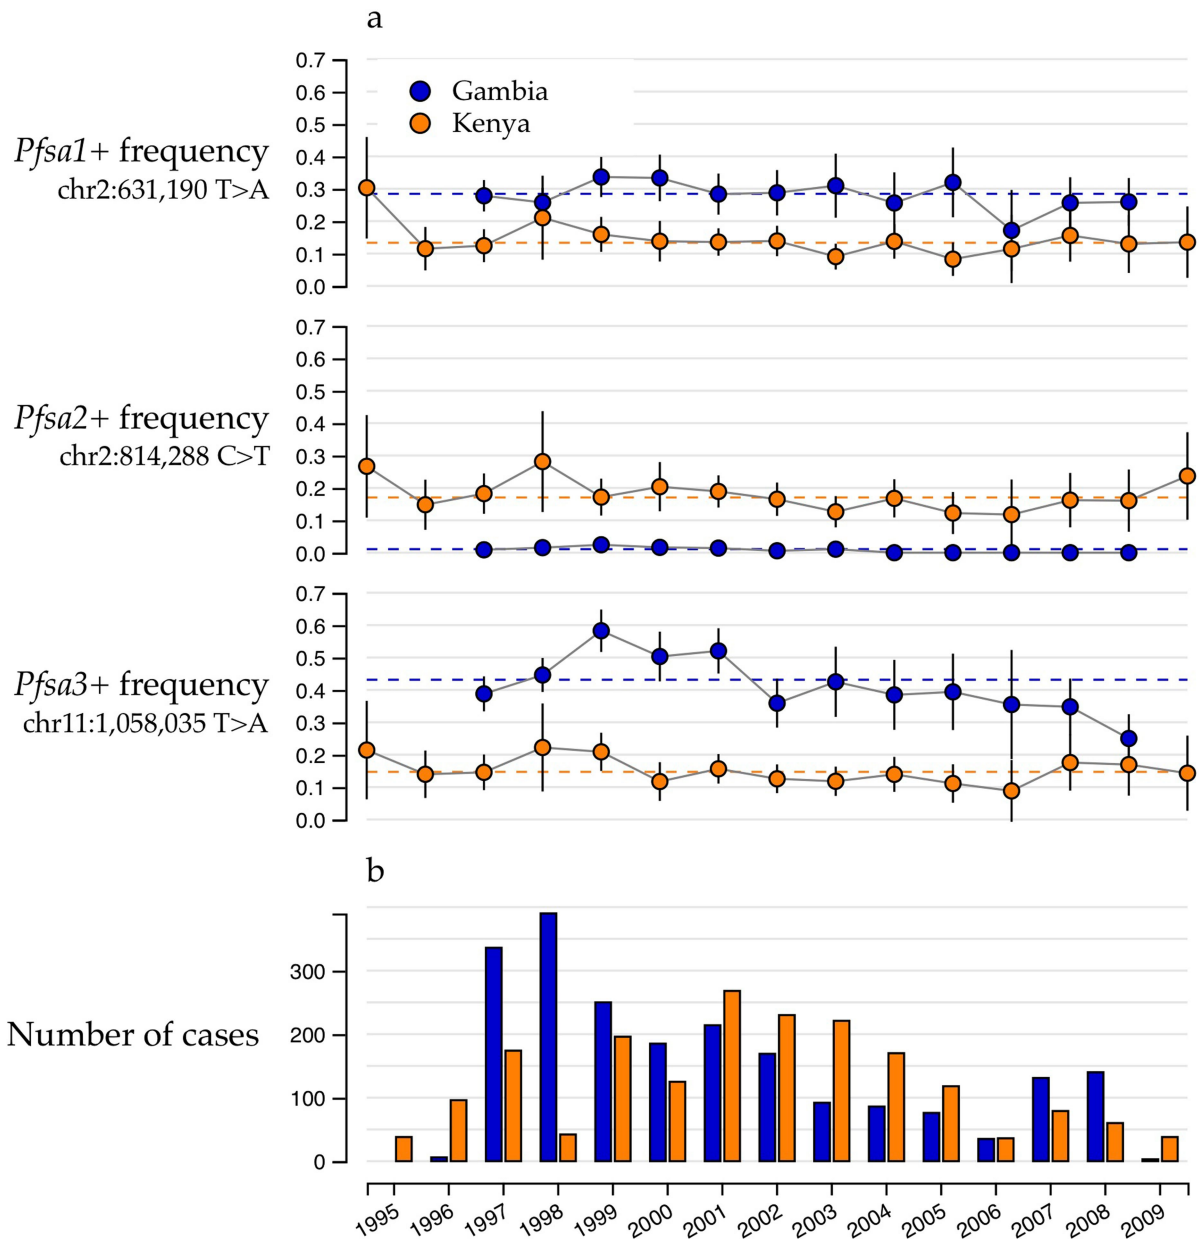 a
0.7
0.6
0.5
0.4
0.3
0.2
0.1
0.0
Gambia
Kenya
Pfsa1+ frequency
chr2:631,190 T>A
0.7
0.6
0.5
0.4
0.3
0.2
0.1
0.0
Pfsa2+ frequency
chr2:814,288 C>T
0.7
0.6
0.5
0.4
0.3
0.2
0.1
0.0
Pfsa3+ frequency
chr11:1,058,035 T>A
b
300
200
100
0
Number of cases
1995 1996 1997 1998 1999 2000 2001 2002 2003 2004 2005 2006 2007 2008 2009